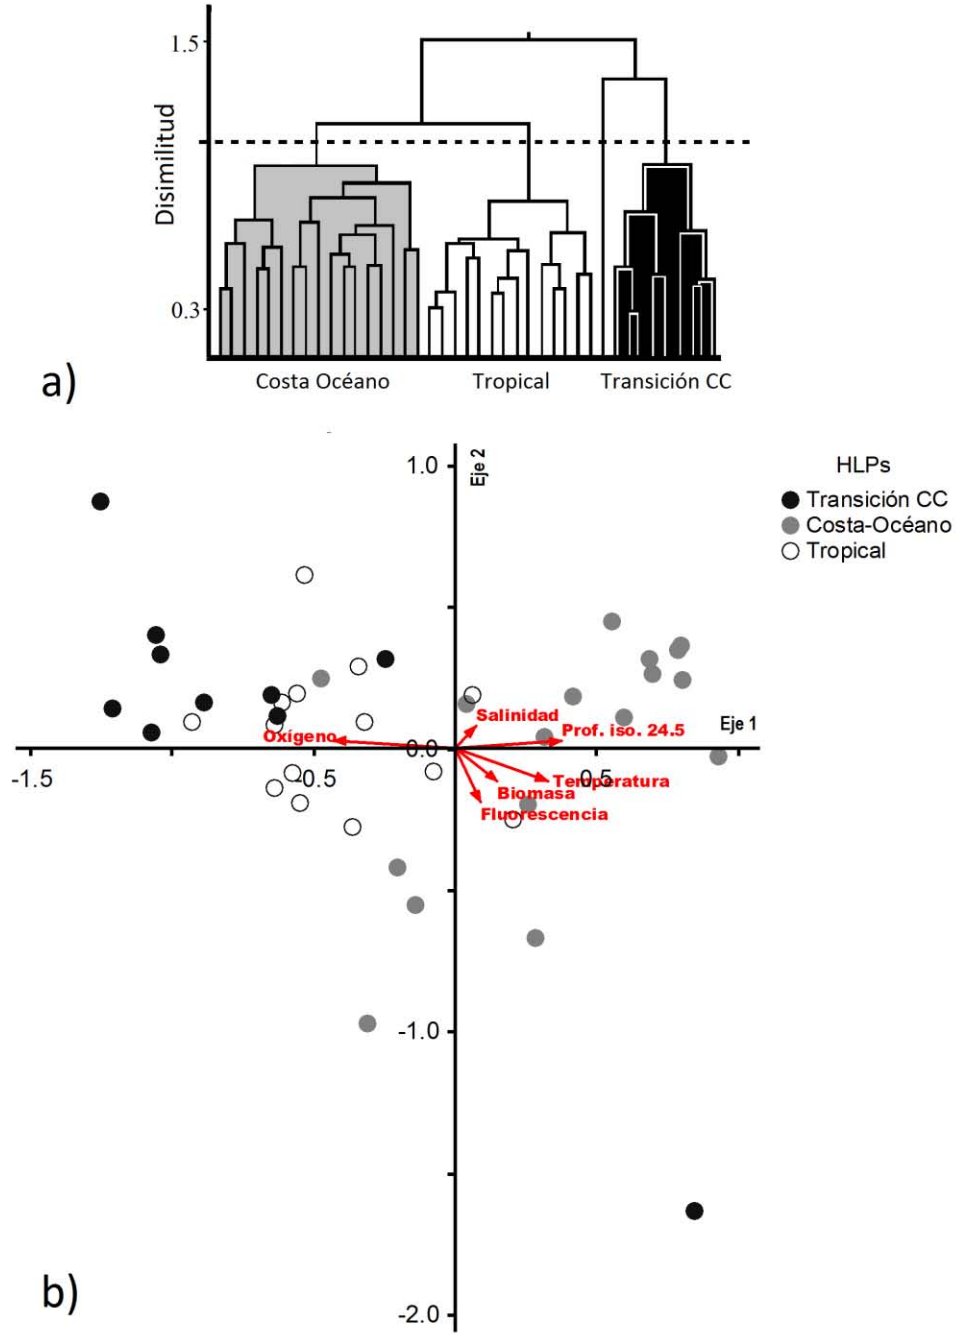 1.5
Disimilitud
0.3
Costa Océano Tropical Transición CC
a)
1.0
Eje 2
HLPs
Transición CC
Costa-Océano
Tropical
Salinidad
Prof. iso. 24.5
Eje 1
Oxígeno
0.0
-1.5
-0.5
0.5
Temperatura
Biomasa
Fluorescencia
-1.0
b)
-2.0